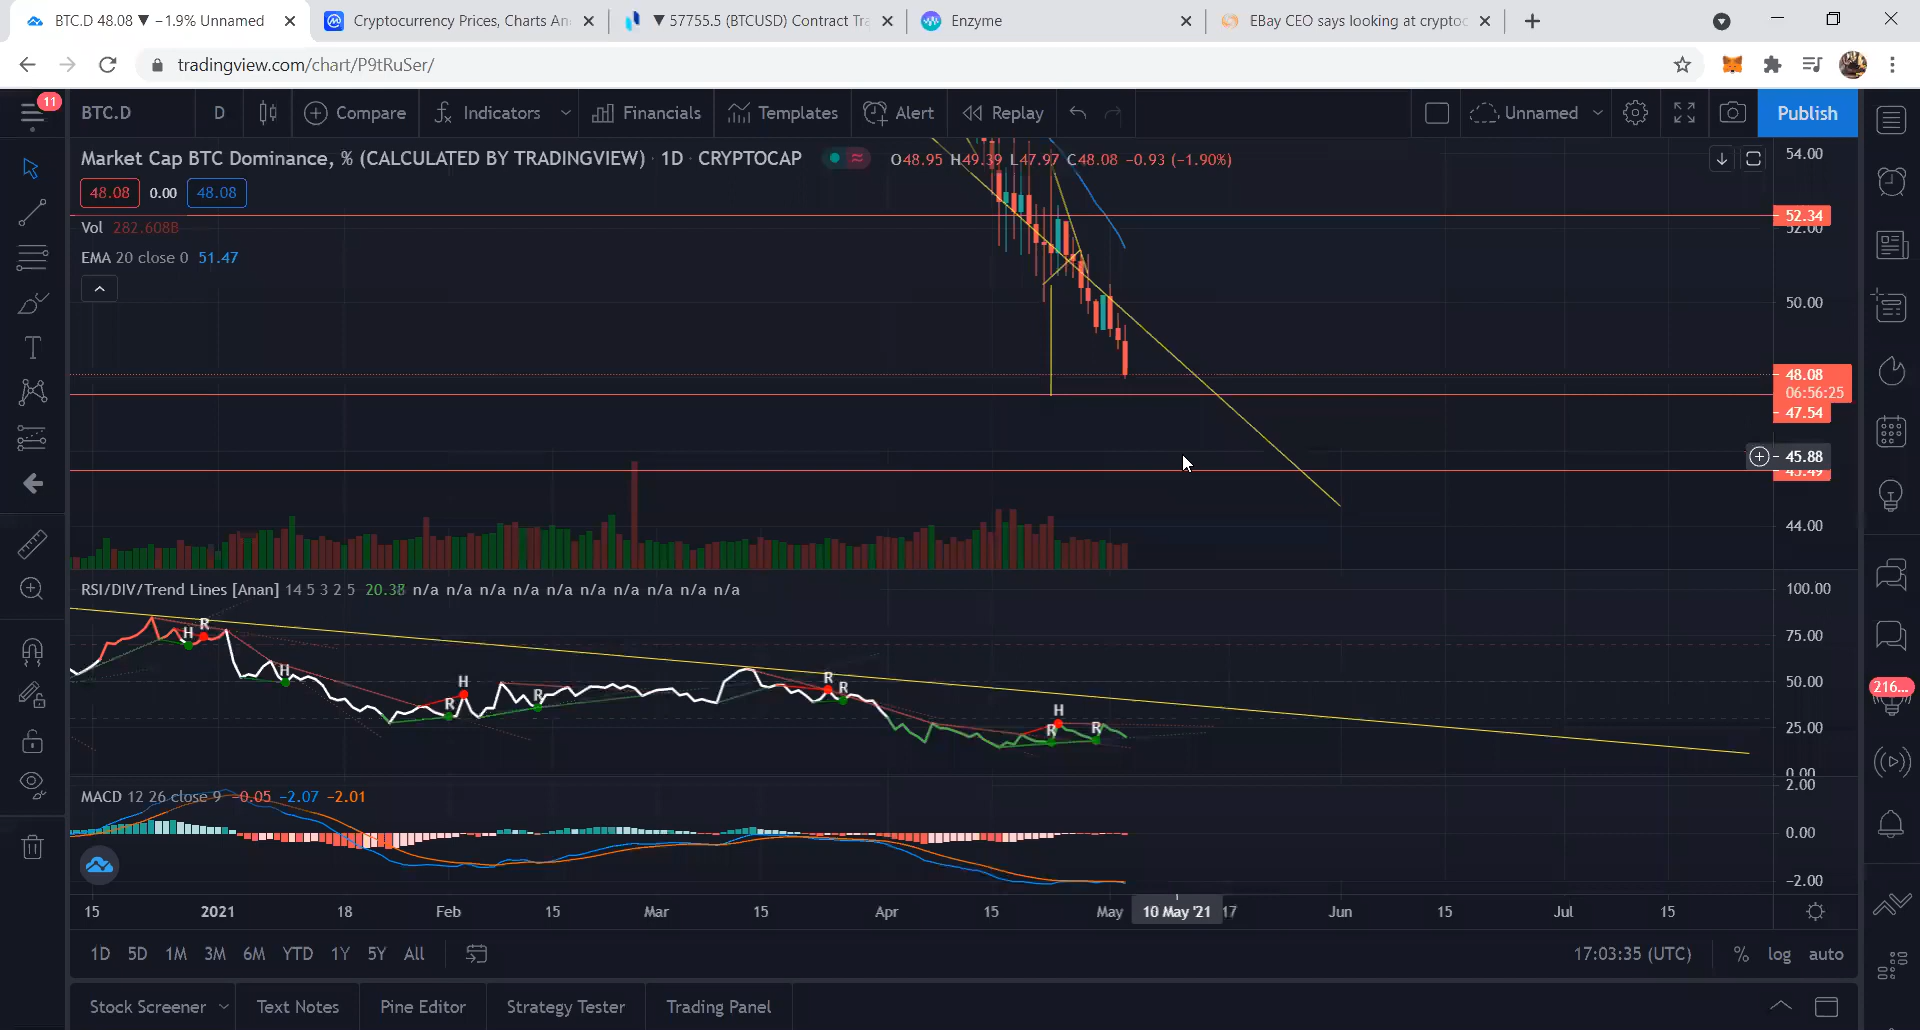 BTC.D 48.08 ▼ −1.9% Unnamed
Cryptocurrency Prices, Charts An
▼ 57755.5 (BTCUSD) Contract Tra
Enzyme
EBay CEO says looking at cryptoc
tradingview.com/chart/P9tRuSer/
11
BTC.D
D
Compare
Indicators
Financials
Templates
Alert
Replay
Unnamed
Publish
Market Cap BTC Dominance, % (CALCULATED BY TRADINGVIEW) · 1D · CRYPTOCAP
O48.95 H49.39 L47.97 C48.08 −0.93 (−1.90%)
48.08 0.00 48.08
Vol 282.608B
EMA 20 close 0 51.47
54.00
52.34
52.00
50.00
48.08
06:56:25
47.54
45.88
45.49
44.00
RSI/DIV/Trend Lines [Anan] 14 5 3 2 5 20.38 n/a n/a n/a n/a n/a n/a n/a n/a n/a n/a
100.00
75.00
50.00
25.00
0.00
H R H R H R R R R H R
216...
MACD 12 26 close 9 −0.05 −2.07 −2.01
2.00
0.00
−2.00
15 2021 18 Feb 15 Mar 15 Apr 15 May 10 May '21 17 Jun 15 Jul 15
1D 5D 1M 3M 6M YTD 1Y 5Y All
17:03:35 (UTC) % log auto
Stock Screener
Text Notes
Pine Editor
Strategy Tester
Trading Panel